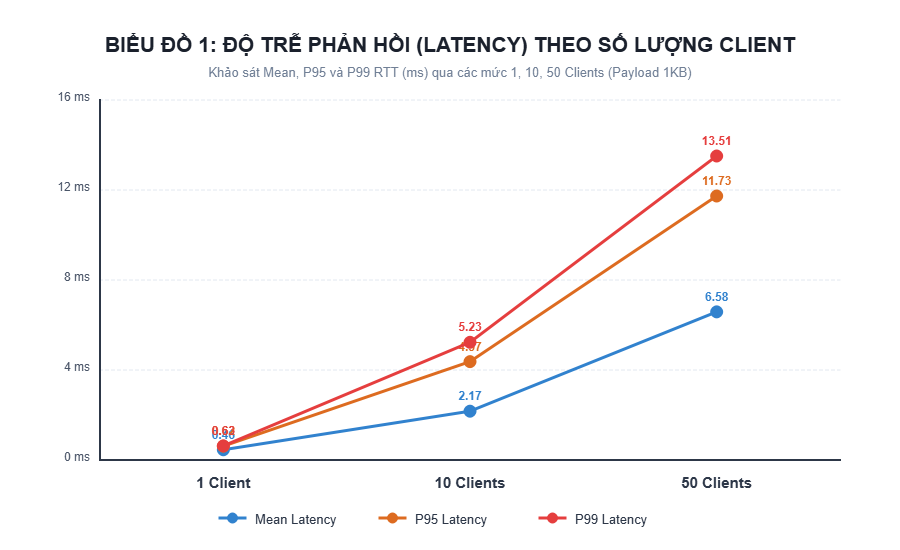 BIỂU ĐỒ 1: ĐỘ TRỄ PHẢN HỒI (LATENCY) THEO SỐ LƯỢNG CLIENT
Khảo sát Mean, P95 và P99 RTT (ms) qua các mức 1, 10, 50 Clients (Payload 1KB)
16 ms
13.51
12 ms
11.73
8 ms
6.58
5.23
4 ms
2.17
0 ms
1 Client
10 Clients
50 Clients
Mean Latency
P95 Latency
P99 Latency